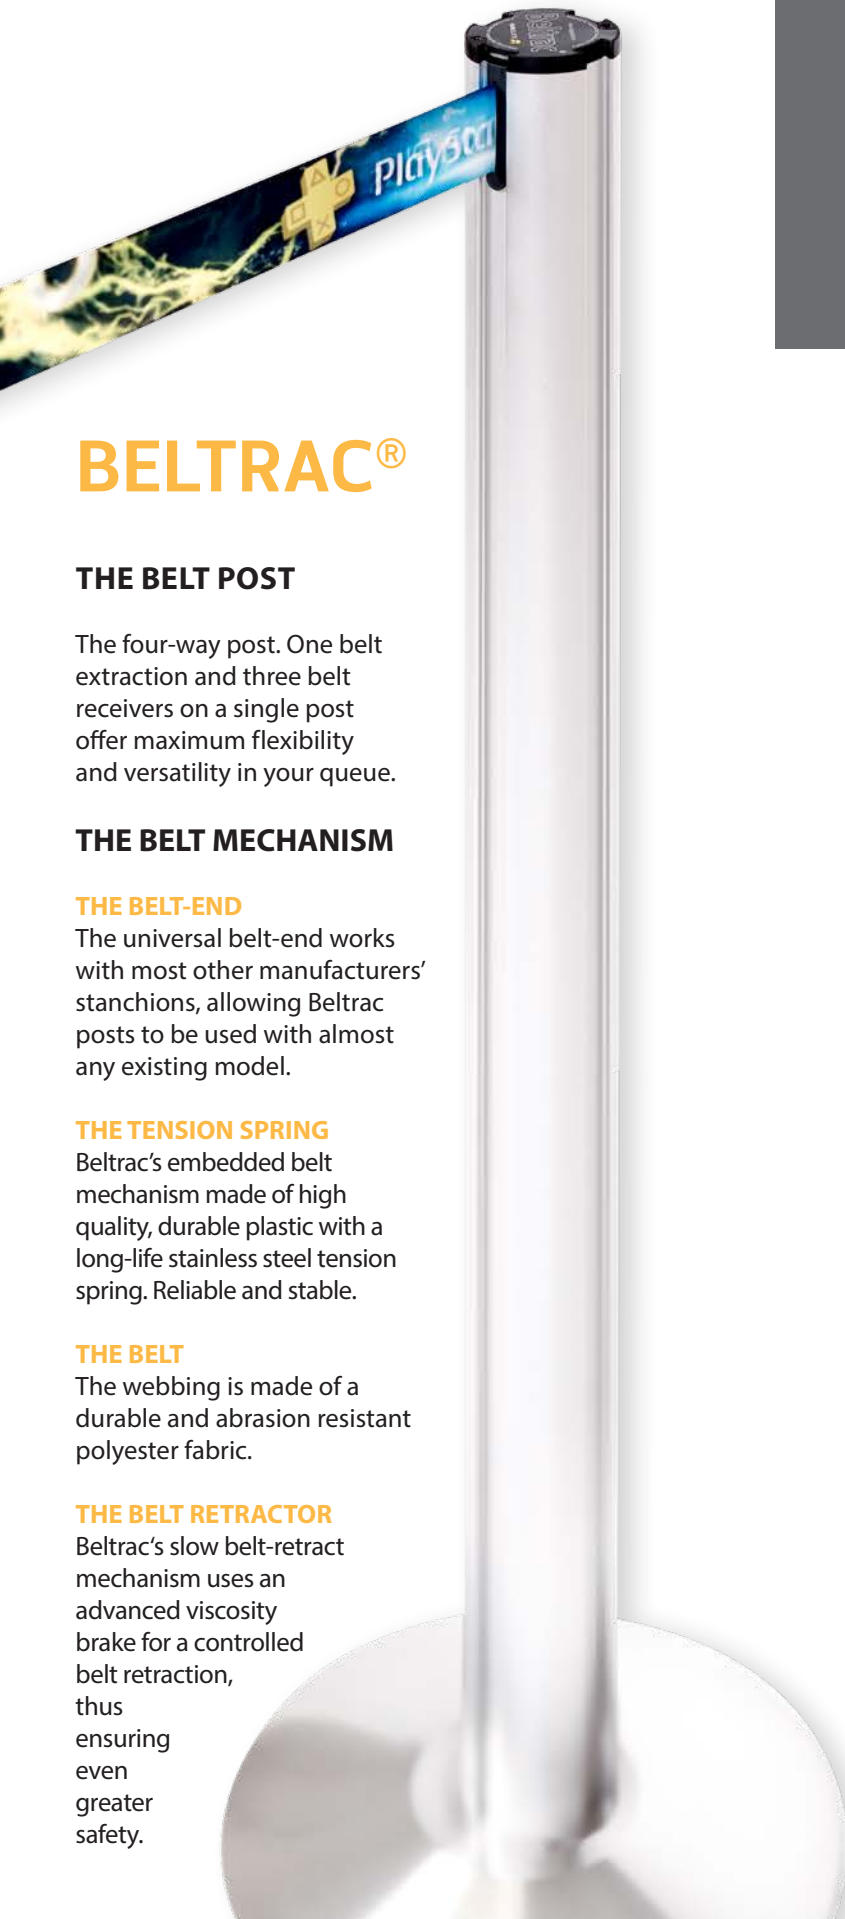 Beltrac
PlayStat
BELTRAC®
THE BELT POST
The four-way post. One belt
extraction and three belt
receivers on a single post
offer maximum flexibility
and versatility in your queue.
THE BELT MECHANISM
THE BELT-END
The universal belt-end works
with most other manufacturers’
stanchions, allowing Beltrac
posts to be used with almost
any existing model.
THE TENSION SPRING
Beltrac’s embedded belt
mechanism made of high
quality, durable plastic with a
long-life stainless steel tension
spring. Reliable and stable.
THE BELT
The webbing is made of a
durable and abrasion resistant
polyester fabric.
THE BELT RETRACTOR
Beltrac‘s slow belt-retract
mechanism uses an
advanced viscosity
brake for a controlled
belt retraction,
thus
ensuring
even
greater
safety.